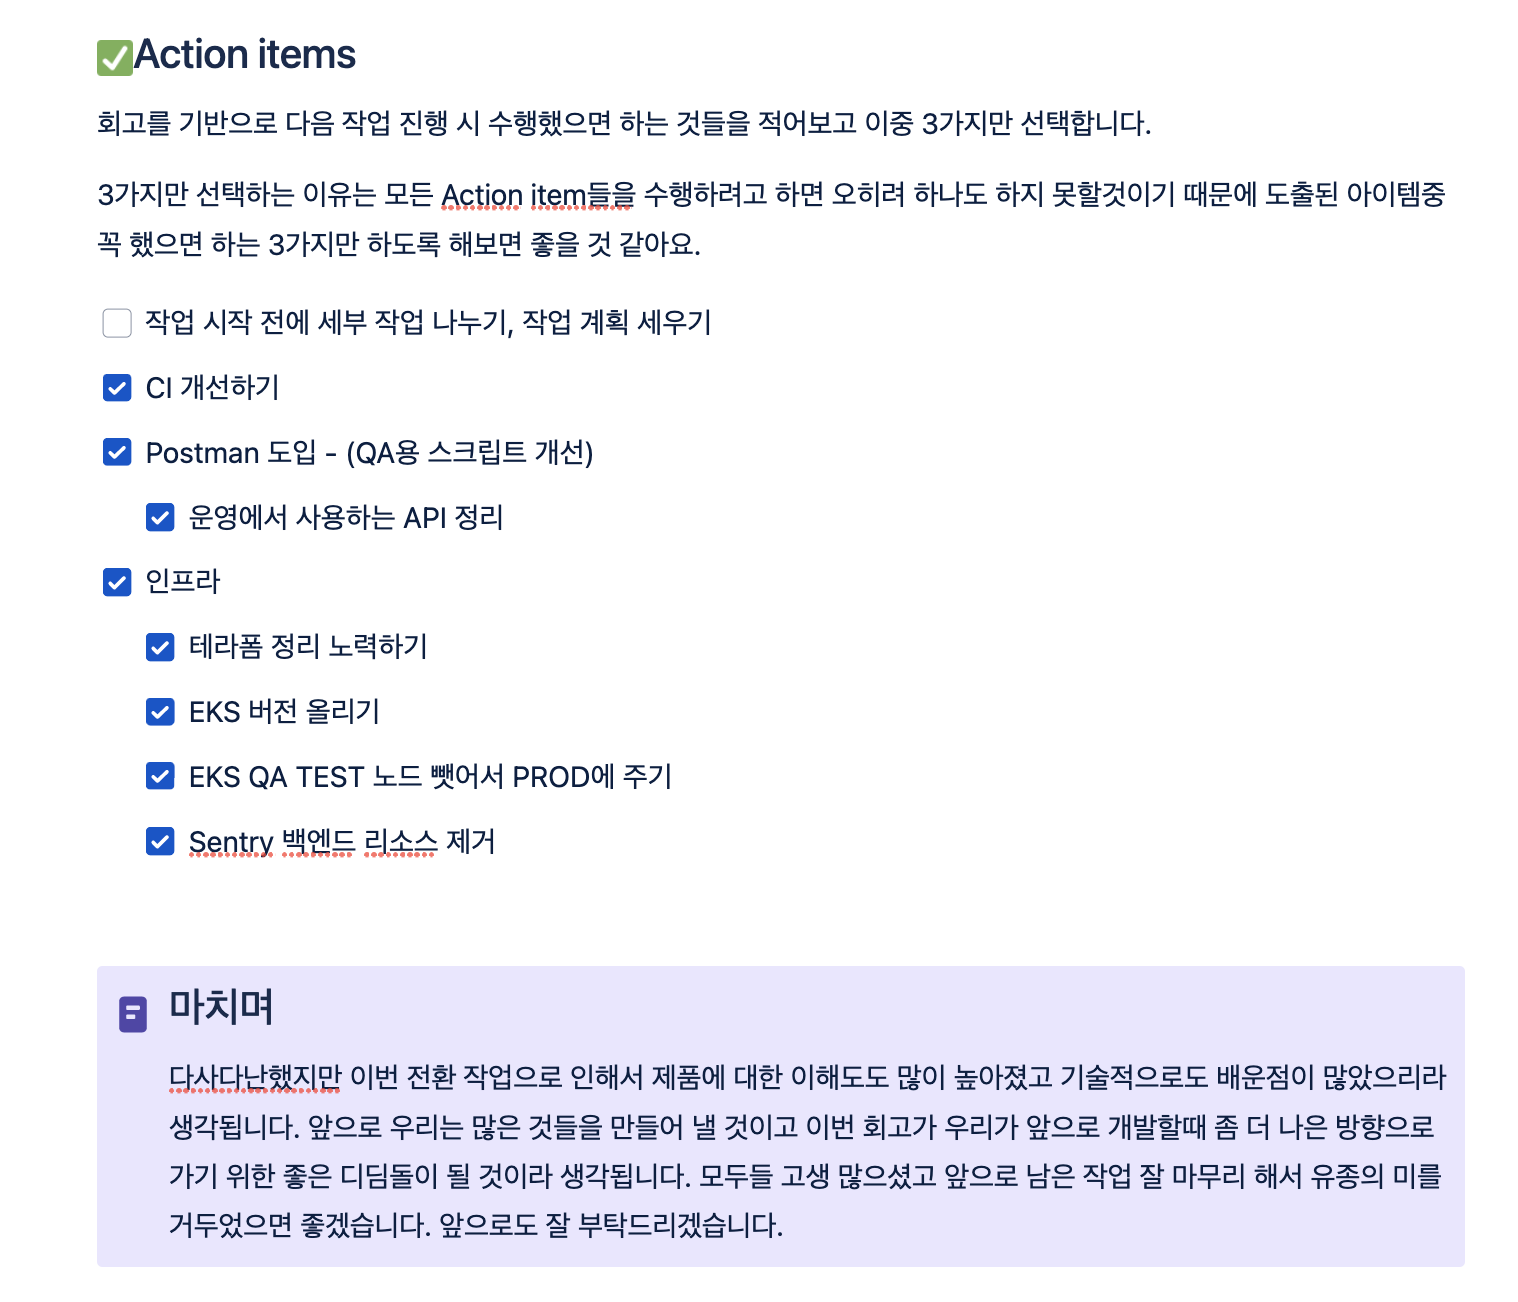 ✅Action items
회고를 기반으로 다음 작업 진행 시 수행했으면 하는 것들을 적어보고 이중 3가지만 선택합니다.
3가지만 선택하는 이유는 모든 Action item들을 수행하려고 하면 오히려 하나도 하지 못할것이기 때문에 도출된 아이템중
꼭 했으면 하는 3가지만 하도록 해보면 좋을 것 같아요.
작업 시작 전에 세부 작업 나누기, 작업 계획 세우기
CI 개선하기
Postman 도입 - (QA용 스크립트 개선)
운영에서 사용하는 API 정리
인프라
테라폼 정리 노력하기
EKS 버전 올리기
EKS QA TEST 노드 뺏어서 PROD에 주기
Sentry 백엔드 리소스 제거
마치며
다사다난했지만 이번 전환 작업으로 인해서 제품에 대한 이해도도 많이 높아졌고 기술적으로도 배운점이 많았으리라
생각됩니다. 앞으로 우리는 많은 것들을 만들어 낼 것이고 이번 회고가 우리가 앞으로 개발할때 좀 더 나은 방향으로
가기 위한 좋은 디딤돌이 될 것이라 생각됩니다. 모두들 고생 많으셨고 앞으로 남은 작업 잘 마무리 해서 유종의 미를
거두었으면 좋겠습니다. 앞으로도 잘 부탁드리겠습니다.